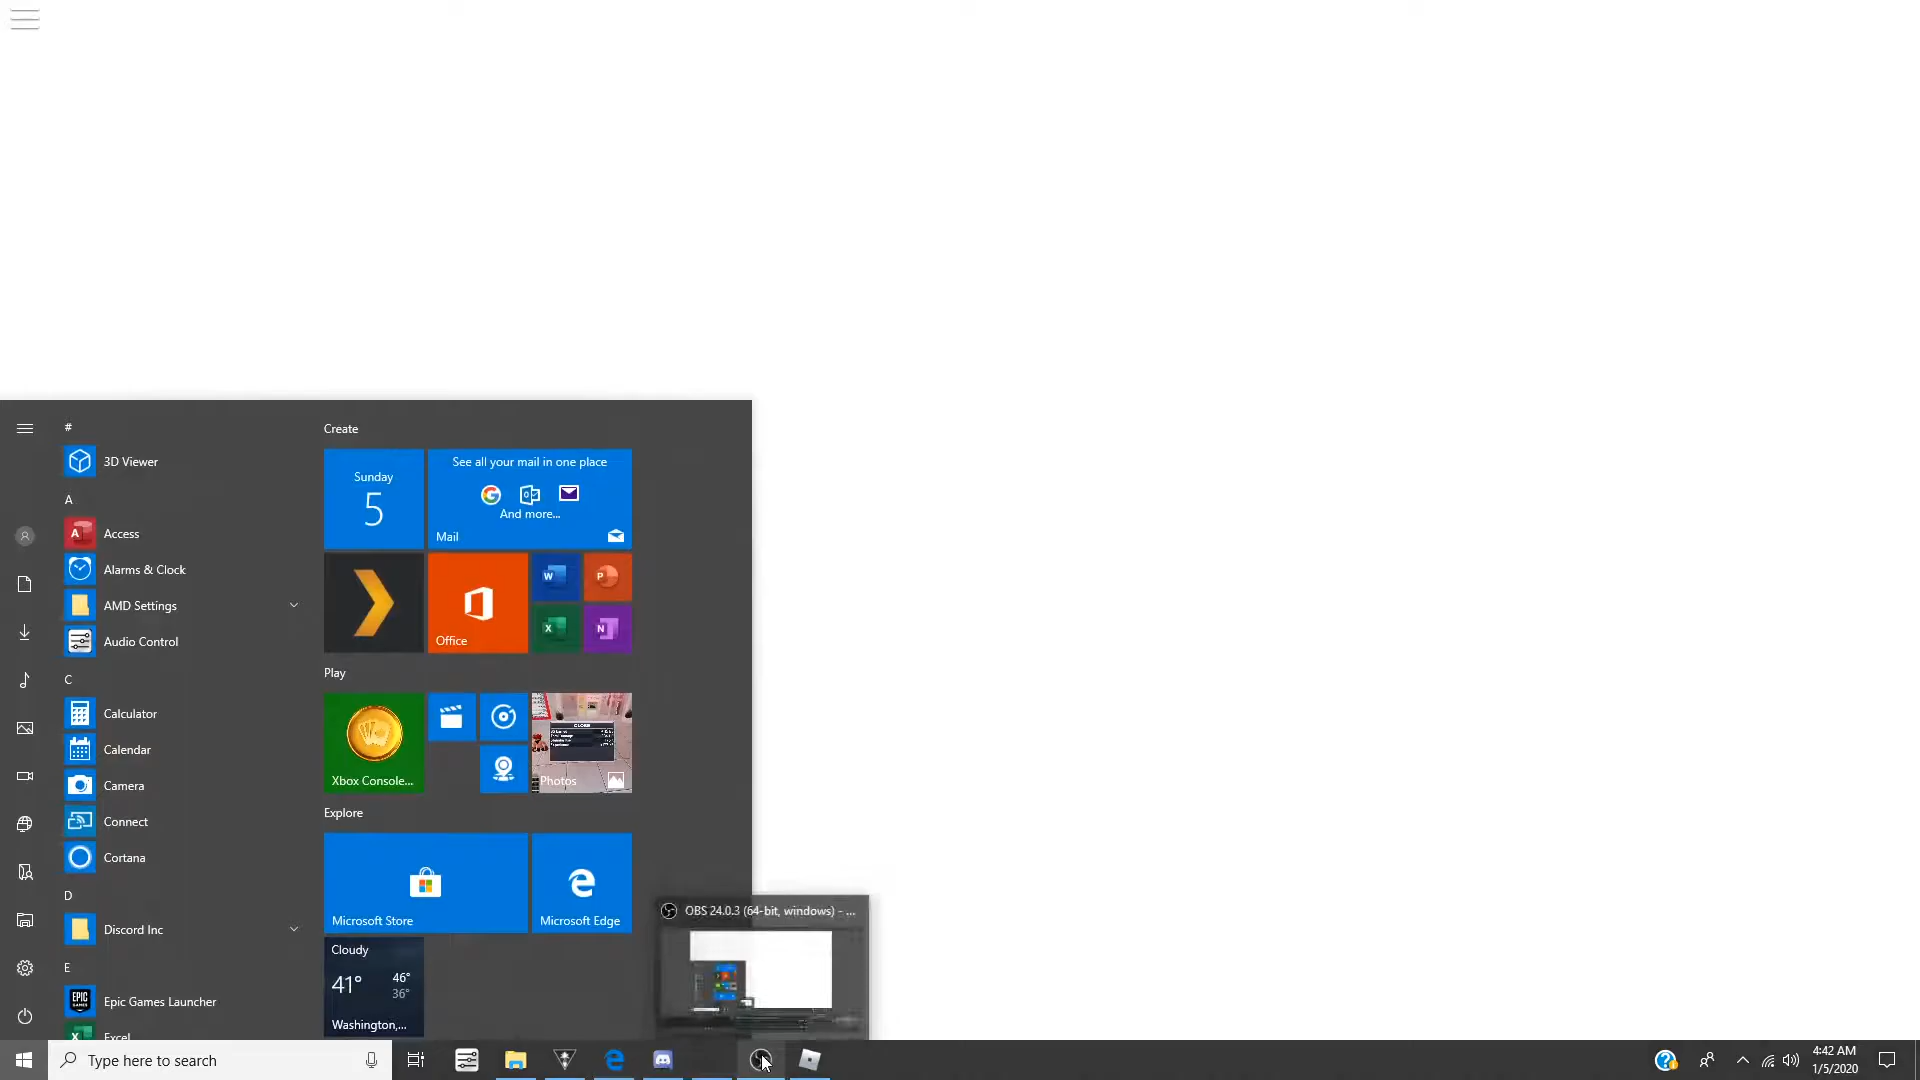 #
3D Viewer
A
Access
Alarms & Clock
AMD Settings
Audio Control
C
Calculator
Calendar
Camera
Connect
Cortana
D
Discord Inc
E
Epic Games Launcher
Excel
Create
Sunday
5
See all your mail in one place
And more...
Mail
Office
Play
Xbox Console...
Photos
Explore
Microsoft Store
Microsoft Edge
Cloudy
41°
46°
36°
Washington,...
OBS 24.0.3 (64-bit, windows) - ...
Type here to search
4:42 AM
1/5/2020